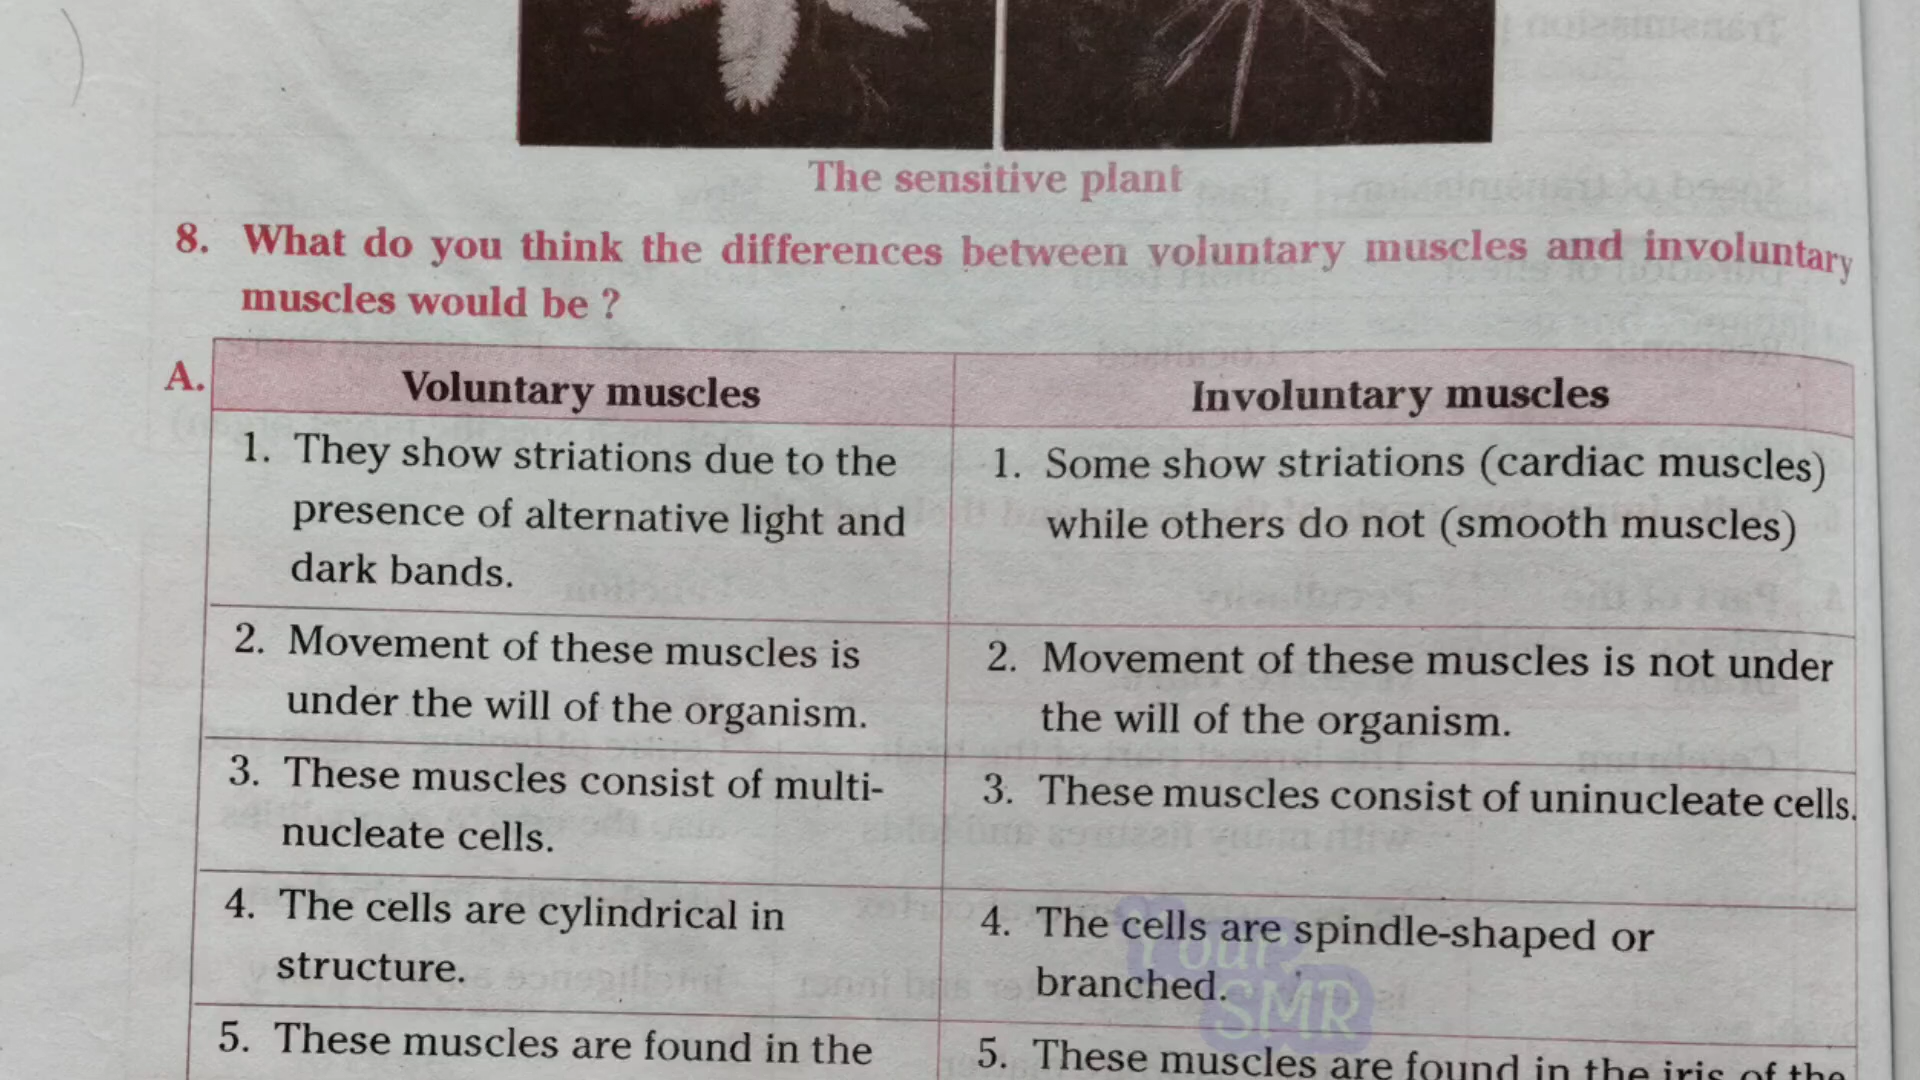 The sensitive plant
8. What do you think the differences between voluntary muscles and involuntary
muscles would be ?
A.
Voluntary muscles
Involuntary muscles
1. They show striations due to the
presence of alternative light and
dark bands.
1. Some show striations (cardiac muscles)
while others do not (smooth muscles)
2. Movement of these muscles is
under the will of the organism.
2. Movement of these muscles is not under
the will of the organism.
3. These muscles consist of multi-
nucleate cells.
3. These muscles consist of uninucleate cells.
4. The cells are cylindrical in
structure.
4. The cells are spindle-shaped or
branched.
5. These muscles are found in the
5. These muscles are found in the iris of the
Your
SMR